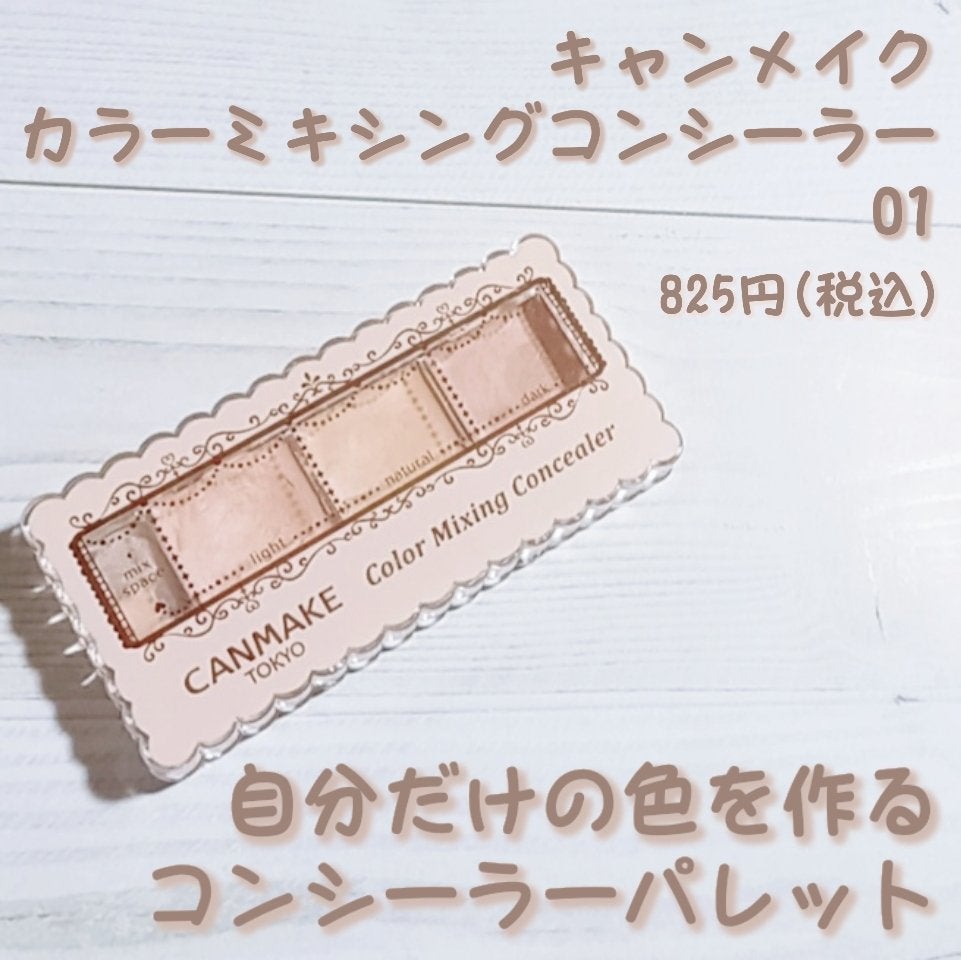 キャンメイク
カラーミキシングコンシーラー
01
825円(税込)
dark
natural
light
mix
space
Color Mixing Concealer
CANMAKE
TOKYO
自分だけの色を作る
コンシーラーパレット